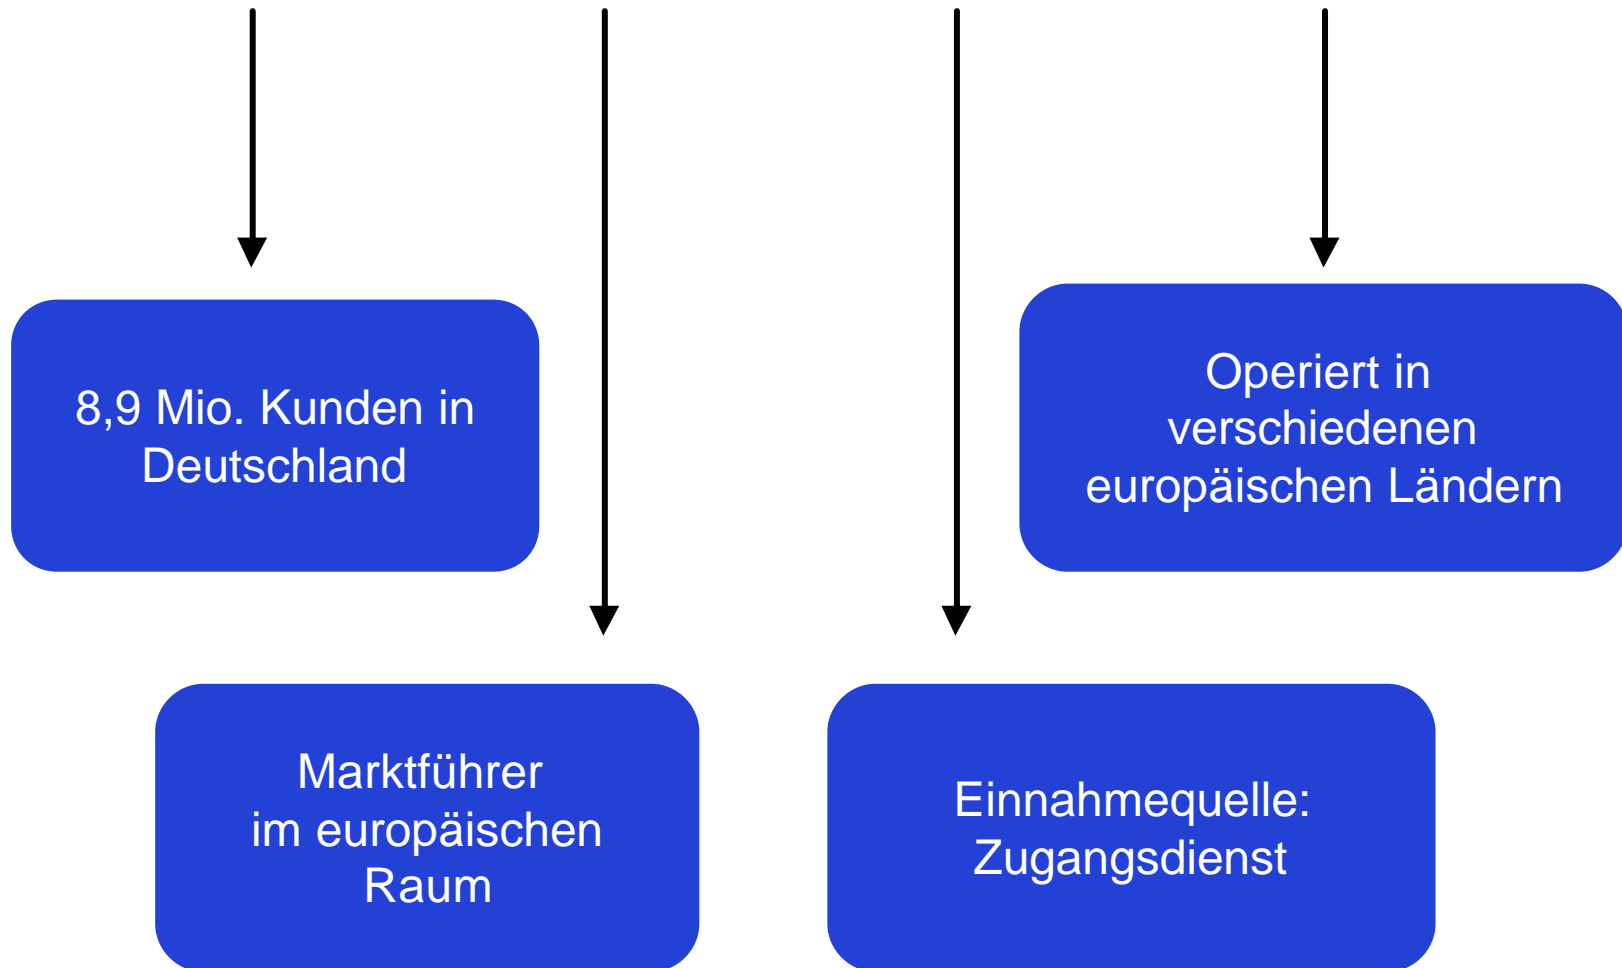 8,9 Mio. Kunden in
Deutschland
Operiert in
verschiedenen
europäischen Ländern
Marktführer
im europäischen
Raum
Einnahmequelle:
Zugangsdienst